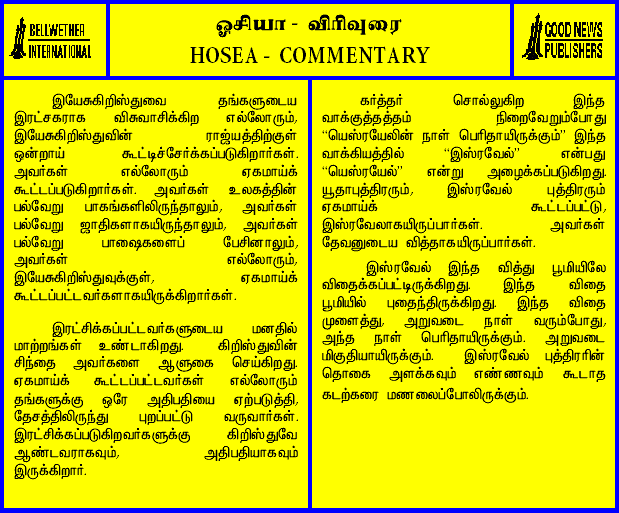 BELLWETHER
INTERNATIONAL
ஓசியா - விரிவுரை
HOSEA - COMMENTARY
GOOD NEWS
PUBLISHERS
இயேசுகிறிஸ்துவை தங்களுடைய
இரட்சகராக விசுவாசிக்கிற எல்லோரும்,
இயேசுகிறிஸ்துவின் ராஜ்யத்திற்குள்
ஒன்றாய் கூட்டிச்சேர்க்கப்படுகிறார்கள்.
அவர்கள் எல்லோரும் ஏகமாய்க்
கூட்டப்படுகிறார்கள். அவர்கள் உலகத்தின்
பல்வேறு பாகங்களிலிருந்தாலும், அவர்கள்
பல்வேறு ஜாதிகளாகயிருந்தாலும், அவர்கள்
பல்வேறு பாஷைகளைப் பேசினாலும்,
அவர்கள் எல்லோரும்,
இயேசுகிறிஸ்துவுக்குள், ஏகமாய்க்
கூட்டப்பட்டவர்களாகயிருக்கிறார்கள்.
இரட்சிக்கப்பட்டவர்களுடைய மனதில்
மாற்றங்கள் உண்டாகிறது. கிறிஸ்துவின்
சிந்தை அவர்களை ஆளுகை செய்கிறது.
ஏகமாய்க் கூட்டப்பட்டவர்கள் எல்லோரும்
தங்களுக்கு ஒரே அதிபதியை ஏற்படுத்தி,
தேசத்திலிருந்து புறப்பட்டு வருவார்கள்.
இரட்சிக்கப்படுகிறவர்களுக்கு கிறிஸ்துவே
ஆண்டவராகவும், அதிபதியாகவும்
இருக்கிறார்.
கர்த்தர் சொல்லுகிற இந்த
வாக்குத்தத்தம் நிறைவேறும்போது
“யெஸ்ரயேலின் நாள் பெரிதாயிருக்கும்” இந்த
வாக்கியத்தில் “இஸ்ரவேல்” என்பது
“யெஸ்ரயேல்” என்று அழைக்கப்படுகிறது.
யூதாபுத்திரரும், இஸ்ரவேல் புத்திரரும்
ஏகமாய்க் கூட்டப்பட்டு,
இஸ்ரவேலாகயிருப்பார்கள். அவர்கள்
தேவனுடைய வித்தாகயிருப்பார்கள்.
இஸ்ரவேல் இந்த வித்து பூமியிலே
விதைக்கப்பட்டிருக்கிறது. இந்த விதை
பூமியில் புதைந்திருக்கிறது. இந்த விதை
முளைத்து, அறுவடை நாள் வரும்போது,
அந்த நாள் பெரிதாயிருக்கும். அறுவடை
மிகுதியாயிருக்கும். இஸ்ரவேல் புத்திரரின்
தொகை அளக்கவும் எண்ணவும் கூடாத
கடற்கரை மணலைப்போலிருக்கும்.